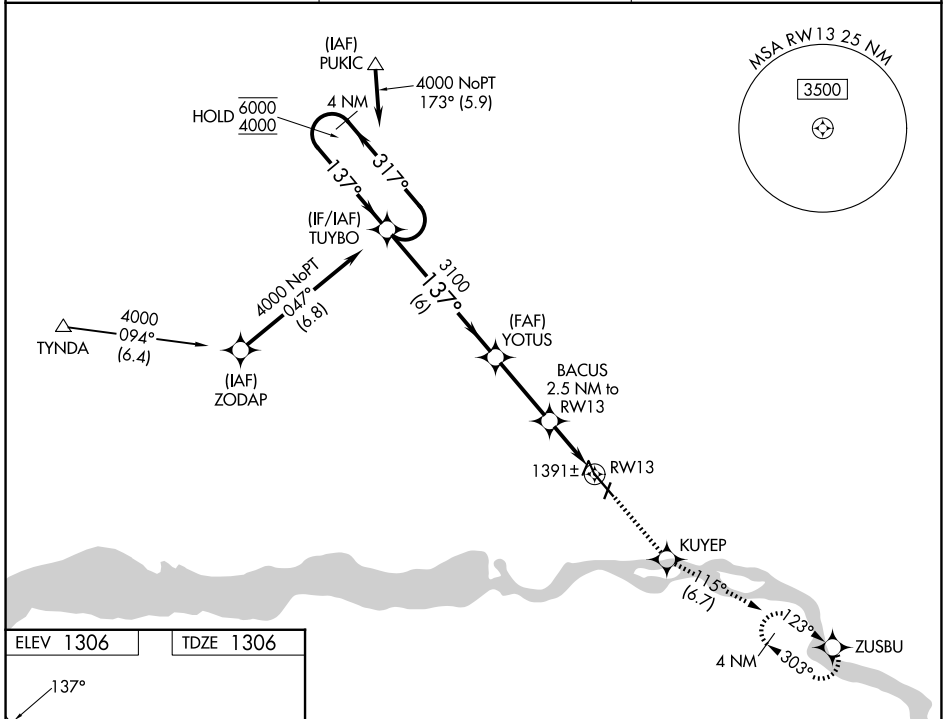 MSA RW13 25 NM
3500
(IAF)
PUKIC
4000 NoPT
173° (5.9)
HOLD 6000
4000
4 NM
317°
137°
(IF/IAF)
TUYBO
4000 NoPT
047°
(6.8)
3100
137°
(6)
4000
094°
(6.4)
TYNDA
(IAF)
ZODAP
(FAF)
YOTUS
BACUS
2.5 NM to
RW13
1391±
RW13
KUYEP
115°
(6.7)
123°
303°
4 NM
ZUSBU
ELEV 1306
TDZE 1306
137°